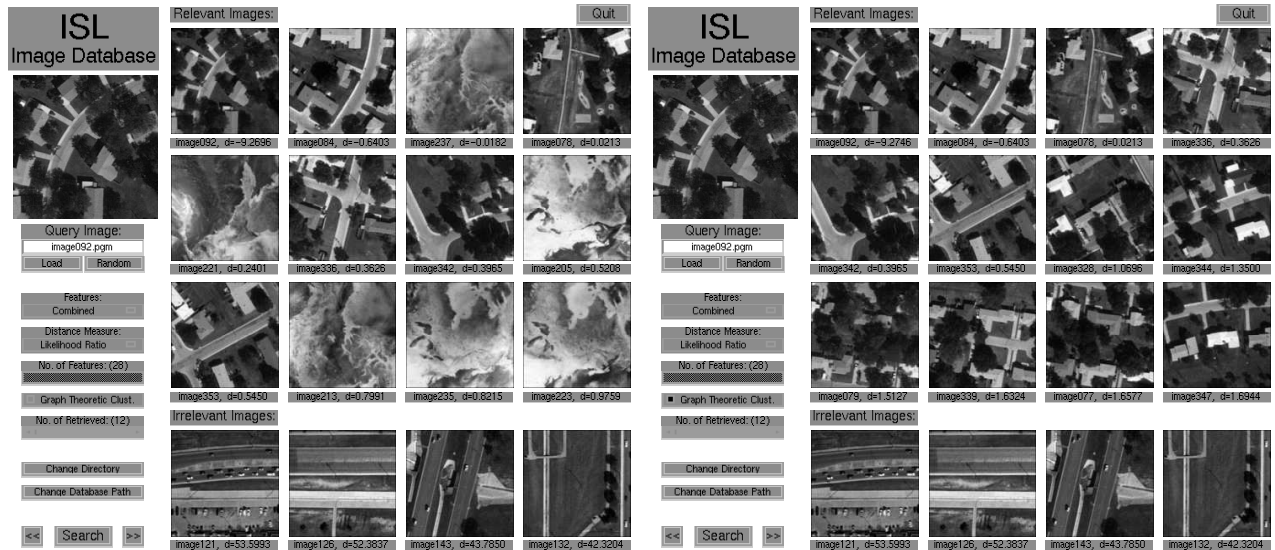 ISL
Image Database
Query Image:
image092.pgm
Load Random
Features:
Combined
Distance Measure:
Likelihood Ratio
No. of Features: (28)
Graph Theoretic Clust.
No. of Retrieved: (12)
Change Directory
Change Database Path
<< Search >>
Relevant Images:
Quit
image092, d=-9.2696 image084, d=-0.6403 image237, d=-0.0182 image078, d=0.0213
image221, d=0.2401 image336, d=0.3626 image342, d=0.3965 image205, d=0.5208
image353, d=0.5450 image213, d=0.7991 image235, d=0.8215 image223, d=0.9759
Irrelevant Images:
image121, d=53.5993 image126, d=52.3837 image143, d=43.7850 image132, d=42.3204
ISL
Image Database
Query Image:
image092.pgm
Load Random
Features:
Combined
Distance Measure:
Likelihood Ratio
No. of Features: (28)
Graph Theoretic Clust.
No. of Retrieved: (12)
Change Directory
Change Database Path
<< Search >>
Relevant Images:
Quit
image092, d=-9.2746 image084, d=-0.6403 image078, d=0.0213 image336, d=0.3626
image342, d=0.3965 image353, d=0.5450 image328, d=1.0696 image344, d=1.3500
image079, d=1.5127 image339, d=1.6324 image077, d=1.6577 image347, d=1.6944
Irrelevant Images:
image121, d=53.5993 image126, d=52.3837 image143, d=43.7850 image132, d=42.3204